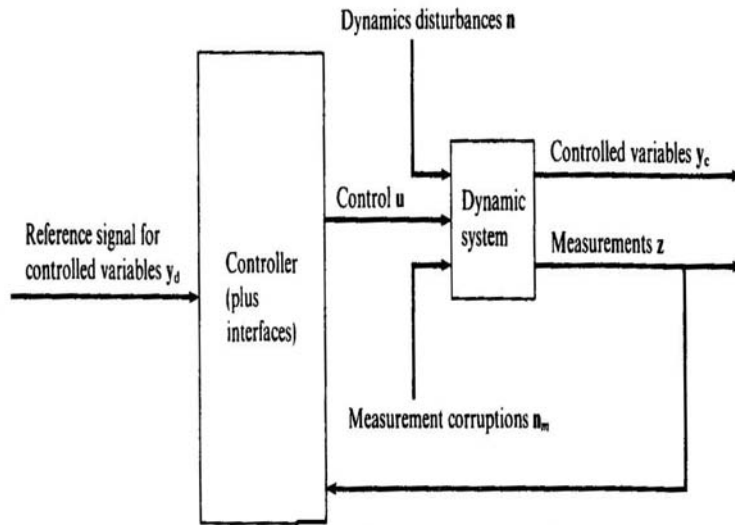 Dynamics disturbances n
Controlled variables y_c
Control u
Dynamic
system
Measurements z
Reference signal for
controlled variables y_d
Controller
(plus
interfaces)
Measurement corruptions n_m